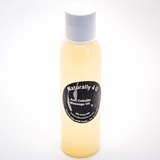 Naturally 4 U
Anti Cellulite
Massage Oil